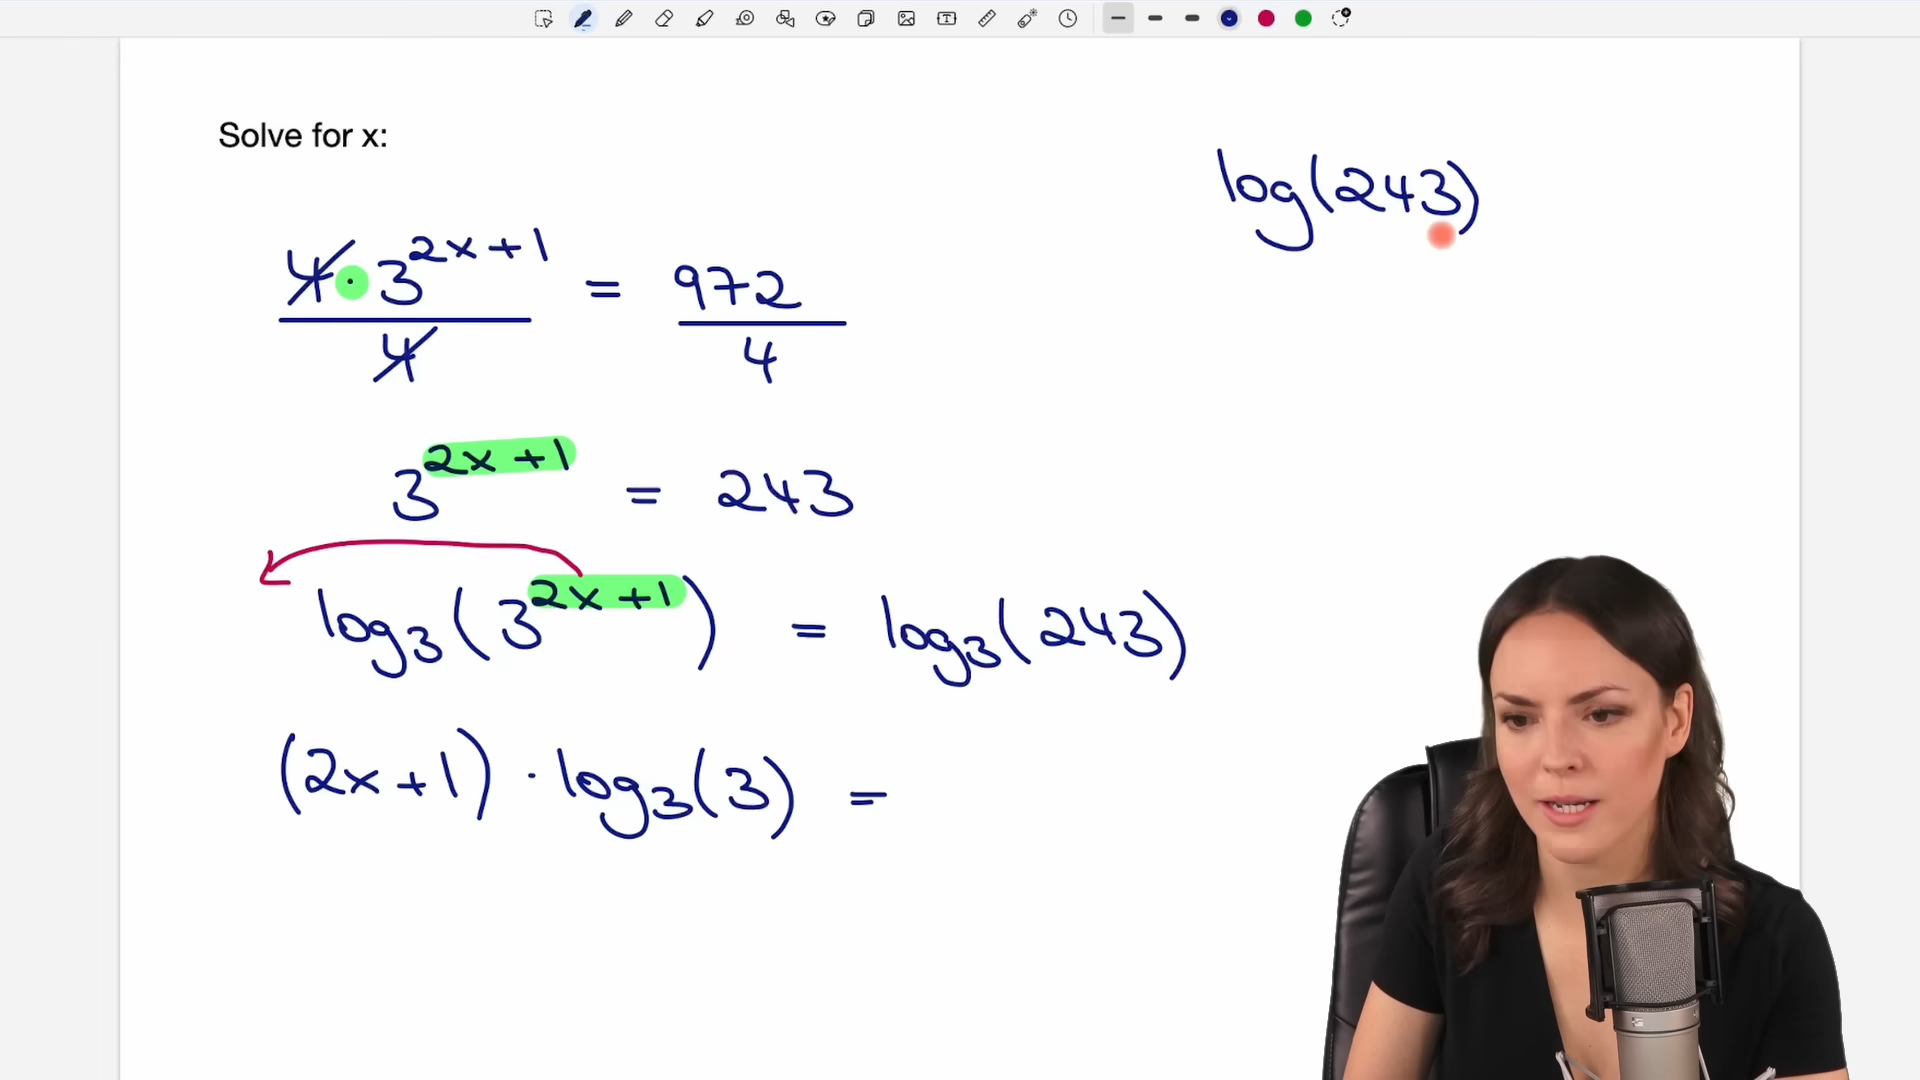 Solve for x:
log(243)
4 · 3^(2x+1) / 4 = 972 / 4
3^(2x+1) = 243
log₃(3^(2x+1)) = log₃(243)
(2x+1) · log₃(3) =